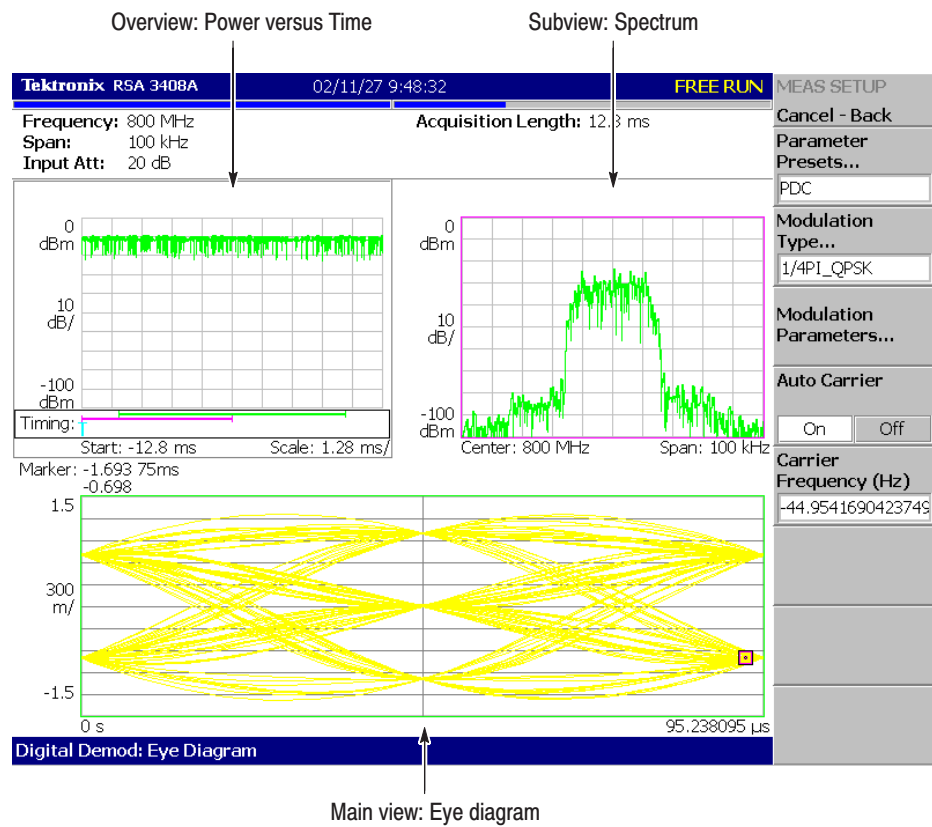 Overview: Power versus Time
Subview: Spectrum
Tektronix RSA 3408A 02/11/27 9:48:32 FREE RUN
MEAS SETUP
Cancel - Back
Frequency: 800 MHz
Acquisition Length: 12.8 ms
Span: 100 kHz
Input Att: 20 dB
Parameter
Presets...
PDC
Modulation
Type...
1/4PI_QPSK
Modulation
Parameters...
Auto Carrier
On Off
Carrier
Frequency (Hz)
-44.9541690423749
0
dBm
10
dB/
-100
dBm
Timing:
Start: -12.8 ms Scale: 1.28 ms/
0
dBm
10
dB/
-100
dBm
Center: 800 MHz Span: 100 kHz
Marker: -1.693 75ms
-0.698
1.5
300
m/
-1.5
0 s 95.238095 µs
Digital Demod: Eye Diagram
Main view: Eye diagram